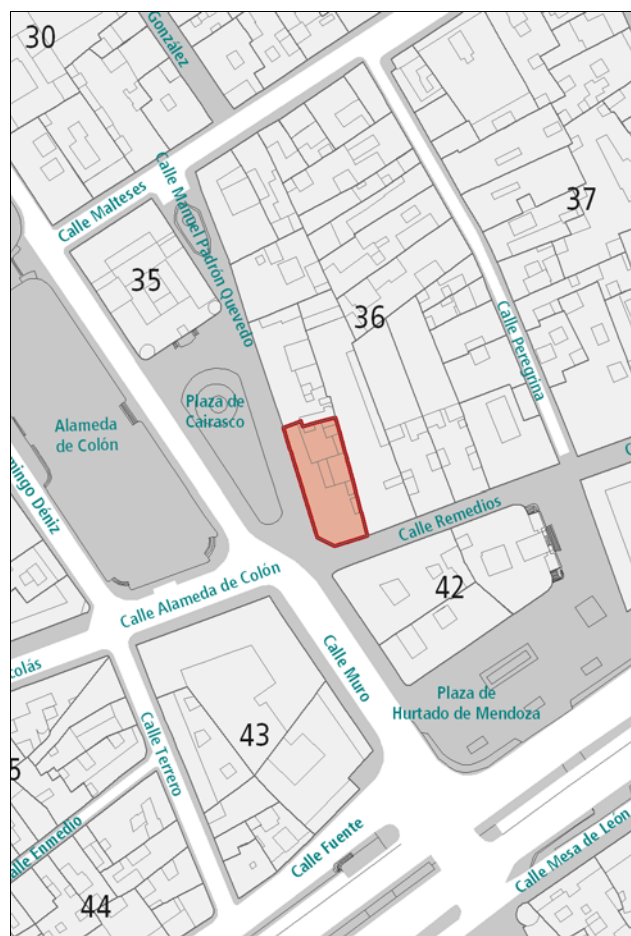 30
González
Calle Malteses
Calle Manuel Padrón Quevedo
37
35
36
Calle Peregrina
Plaza de
Cairasco
Alameda
de Colón
mingo Déniz
Calle Remedios
C
Calle Alameda de Colón
42
colás
Calle Muro
Plaza de
Hurtado de Mendoza
43
Calle Terrero
5
Calle Fuente
alle Enmedio
Calle Mesa de León
44